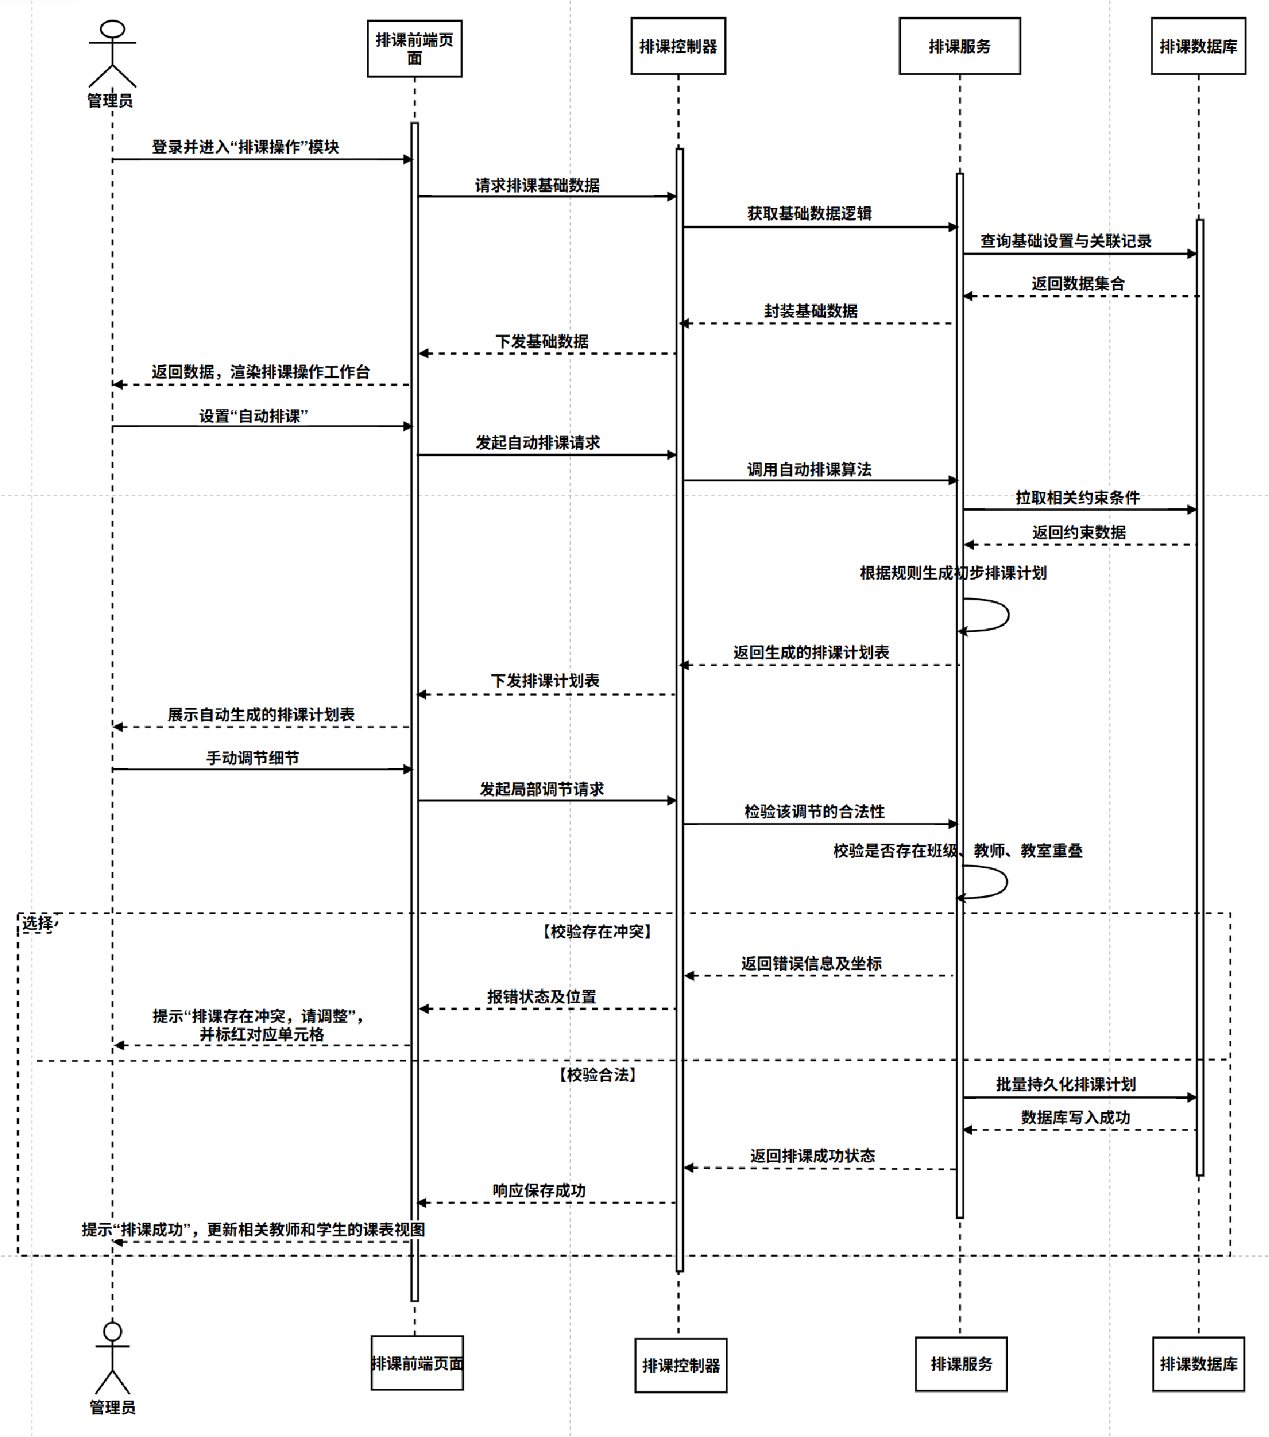 排课前端页
面
排课控制器
排课服务
排课数据库
管理员
登录并进入“排课操作”模块
请求排课基础数据
获取基础数据逻辑
查询基础设置与关联记录
返回数据集合
封装基础数据
下发基础数据
返回数据，渲染排课操作工作台
设置“自动排课”
发起自动排课请求
调用自动排课算法
拉取相关约束条件
返回约束数据
根据规则生成初步排课计划
返回生成的排课计划表
下发排课计划表
展示自动生成的排课计划表
手动调节细节
发起局部调节请求
检验该调节的合法性
校验是否存在班级、教师、教室重叠
选择
【校验存在冲突】
返回错误信息及坐标
报错状态及位置
提示“排课存在冲突，请调整”，
并标红对应单元格
【校验合法】
批量持久化排课计划
数据库写入成功
返回排课成功状态
响应保存成功
提示“排课成功”，更新相关教师和学生的课表视图
排课前端页面
排课控制器
排课服务
排课数据库
管理员